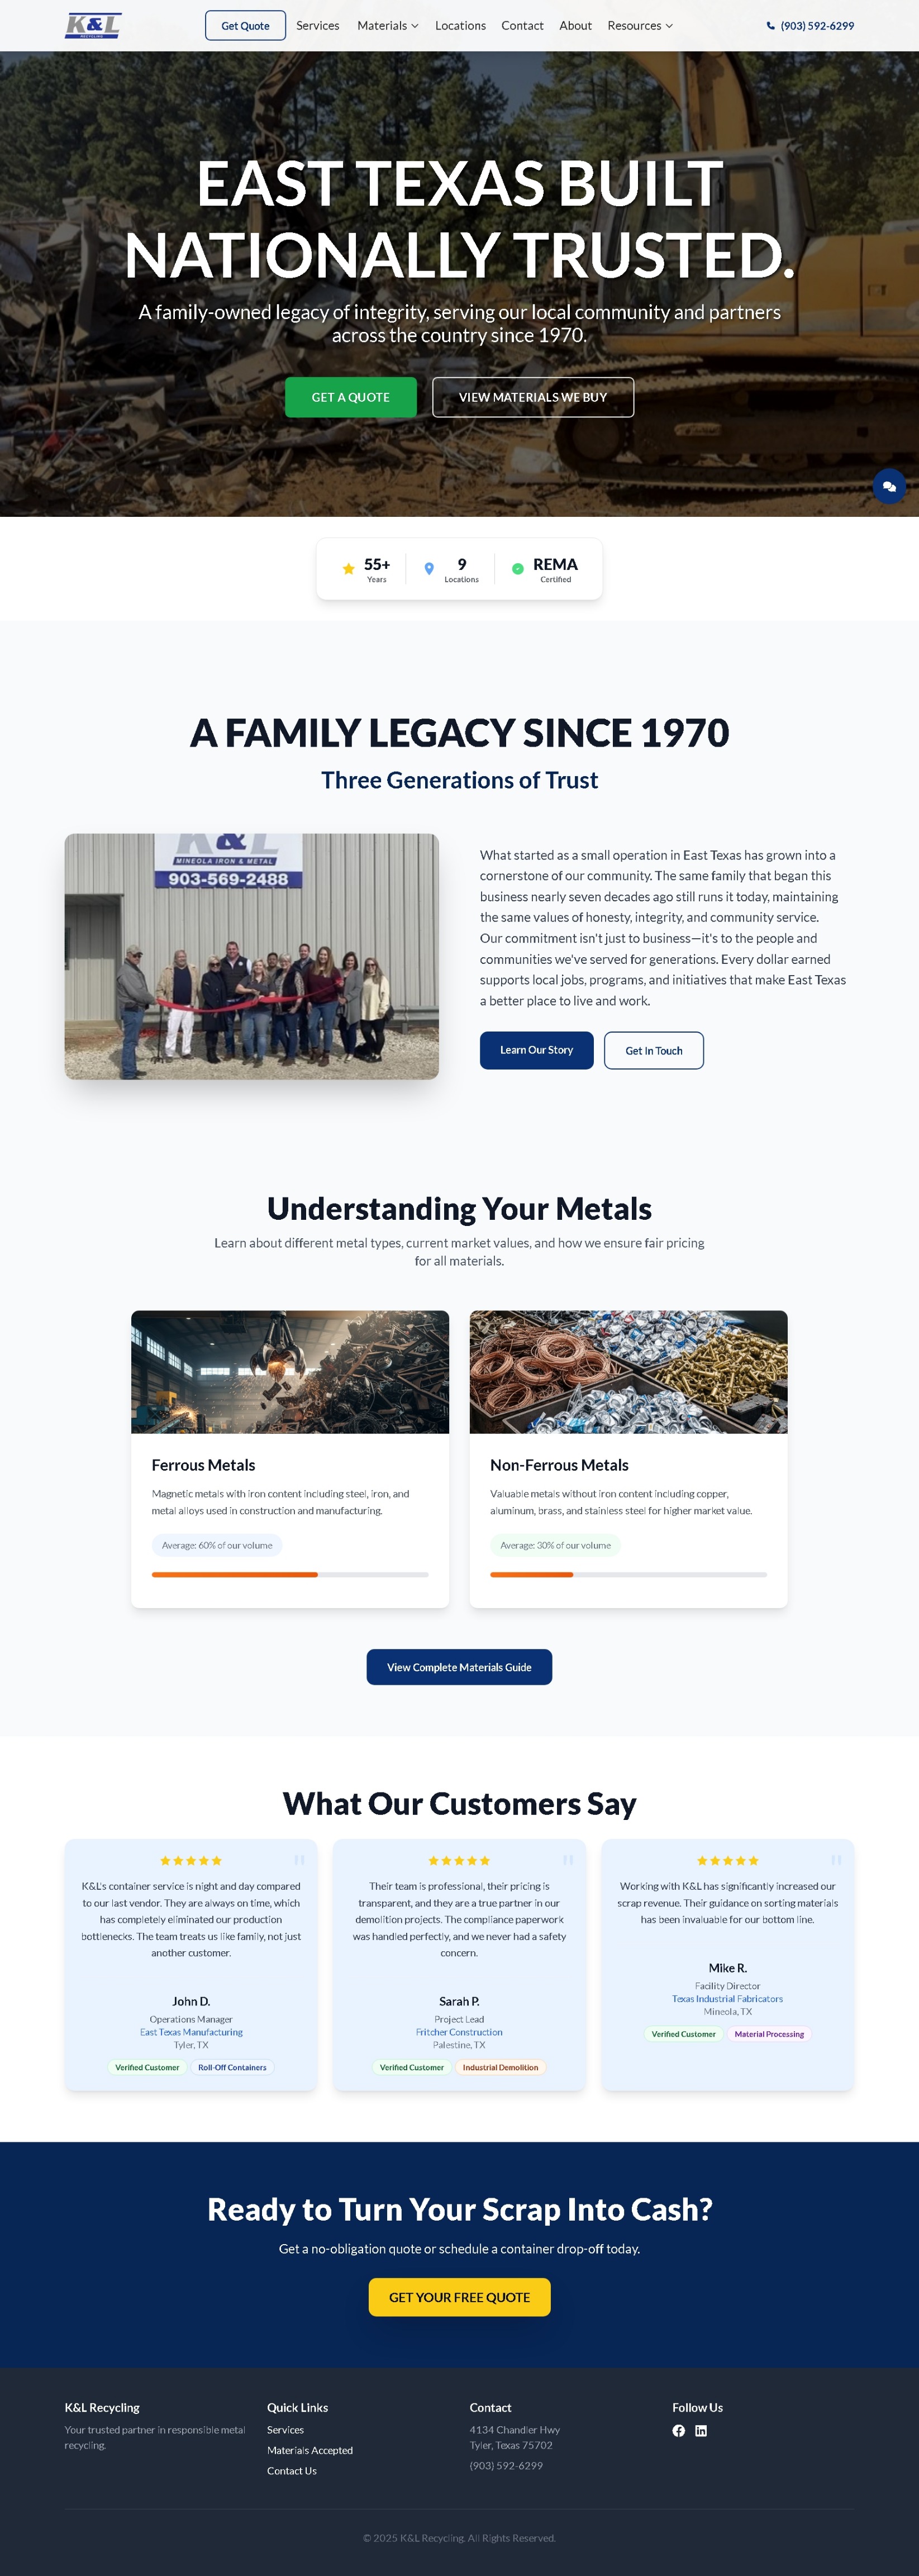 K&L
RECYCLING
Get Quote
Services
Materials
Locations
Contact
About
Resources
(903) 592-6299
EAST TEXAS BUILT
NATIONALLY TRUSTED.
A family-owned legacy of integrity, serving our local community and partners
across the country since 1970.
GET A QUOTE
VIEW MATERIALS WE BUY
55+
Years
9
Locations
REMA
Certified
A FAMILY LEGACY SINCE 1970
Three Generations of Trust
K&L
MINEOLA IRON & METAL
903-569-2488
What started as a small operation in East Texas has grown into a
cornerstone of our community. The same family that began this
business nearly seven decades ago still runs it today, maintaining
the same values of honesty, integrity, and community service.
Our commitment isn't just to business—it's to the people and
communities we've served for generations. Every dollar earned
supports local jobs, programs, and initiatives that make East Texas
a better place to live and work.
Learn Our Story
Get In Touch
Understanding Your Metals
Learn about different metal types, current market values, and how we ensure fair pricing
for all materials.
Ferrous Metals
Magnetic metals with iron content including steel, iron, and
metal alloys used in construction and manufacturing.
Average: 60% of our volume
Non-Ferrous Metals
Valuable metals without iron content including copper,
aluminum, brass, and stainless steel for higher market value.
Average: 30% of our volume
View Complete Materials Guide
What Our Customers Say
"
K&L's container service is night and day compared
to our last vendor. They are always on time, which
has completely eliminated our production
bottlenecks. The team treats us like family, not just
another customer.
John D.
Operations Manager
East Texas Manufacturing
Tyler, TX
Verified Customer
Roll-Off Containers
"
Their team is professional, their pricing is
transparent, and they are a true partner in our
demolition projects. The compliance paperwork
was handled perfectly, and we never had a safety
concern.
Sarah P.
Project Lead
Fritcher Construction
Palestine, TX
Verified Customer
Industrial Demolition
"
Working with K&L has significantly increased our
scrap revenue. Their guidance on sorting materials
has been invaluable for our bottom line.
Mike R.
Facility Director
Texas Industrial Fabricators
Mineola, TX
Verified Customer
Material Processing
Ready to Turn Your Scrap Into Cash?
Get a no-obligation quote or schedule a container drop-off today.
GET YOUR FREE QUOTE
K&L Recycling
Your trusted partner in responsible metal
recycling.
Quick Links
Services
Materials Accepted
Contact Us
Contact
4134 Chandler Hwy
Tyler, Texas 75702
(903) 592-6299
Follow Us
© 2025 K&L Recycling. All Rights Reserved.